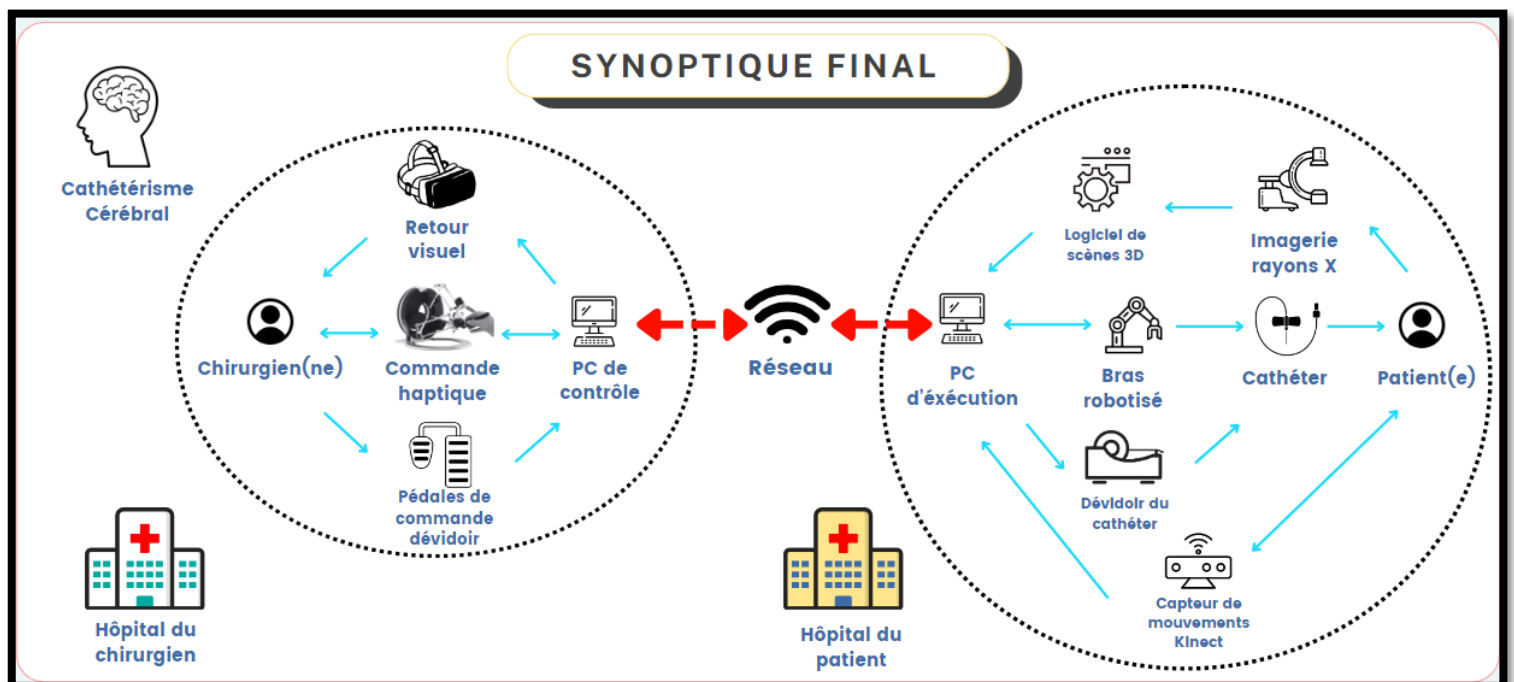 SYNOPTIQUE FINAL
Cathétérisme
Cérébral
Retour
visuel
Chirurgien(ne)
Commande
haptique
PC de
contrôle
Pédales de
commande
dévidoir
Hôpital du
chirurgien
Réseau
Logiciel de
scènes 3D
Imagerie
rayons X
PC
d'éxécution
Bras
robotisé
Cathéter
Patient(e)
Dévidoir du
cathéter
Capteur de
mouvements
Kinect
Hôpital du
patient